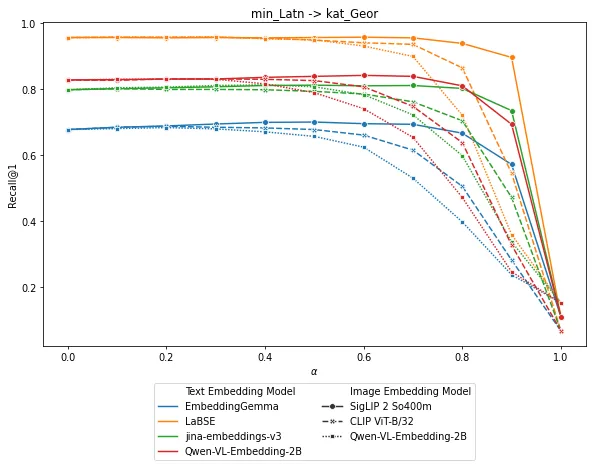 min_Latn -> kat_Geor
1.0
0.8
0.6
0.4
0.2
Recall@1
0.0 0.2 0.4 0.6 0.8 1.0
α
Text Embedding Model Image Embedding Model
EmbeddingGemma SigLIP 2 So400m
LaBSE CLIP ViT-B/32
jina-embeddings-v3 Qwen-VL-Embedding-2B
Qwen-VL-Embedding-2B